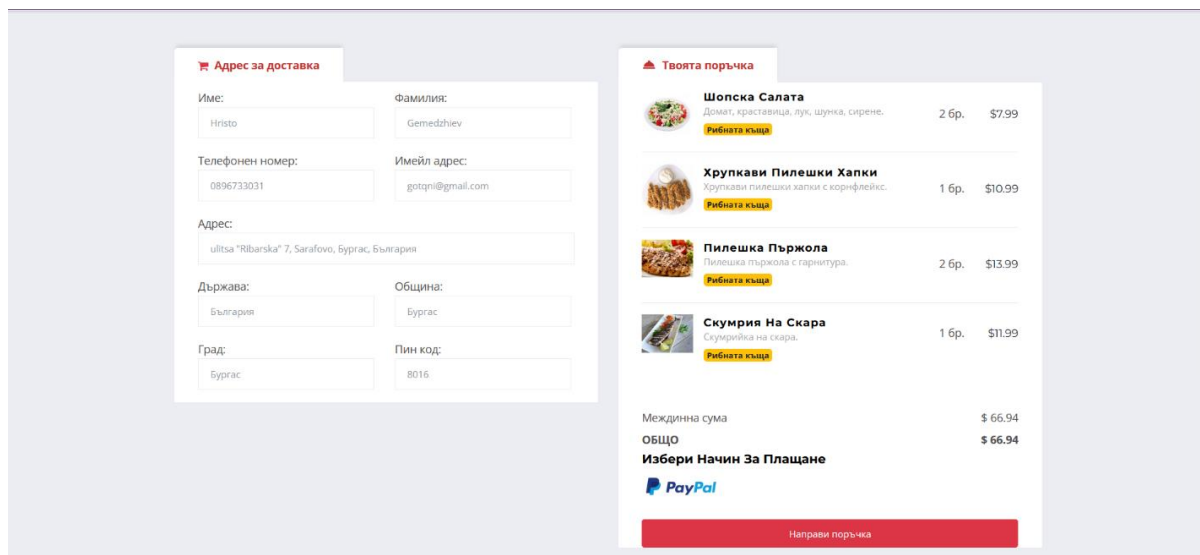 Адрес за доставка
Име:
Фамилия:
Hristo
Gemedzhiev
Телефонен номер:
Имейл адрес:
0896733031
gotqni@gmail.com
Адрес:
ulitsa "Ribarska" 7, Sarafovo, Бургас, България
Държава:
Община:
България
Бургас
Град:
Пин код:
Бургас
8016
Твоята поръчка
Шопска Салата
Домат, краставица, лук, шунка, сирене.
Рибната къща
2 бр. $7.99
Хрупкави Пилешки Хапки
Хрупкави пилешки хапки с корнфлейкс.
Рибната къща
1 бр. $10.99
Пилешка Пържола
Пилешка пържола с гарнитура.
Рибната къща
2 бр. $13.99
Скумрия На Скара
Скумрийка на скара.
Рибната къща
1 бр. $11.99
Междинна сума $ 66.94
ОБЩО $ 66.94
Избери Начин За Плащане
PayPal
Направи поръчка